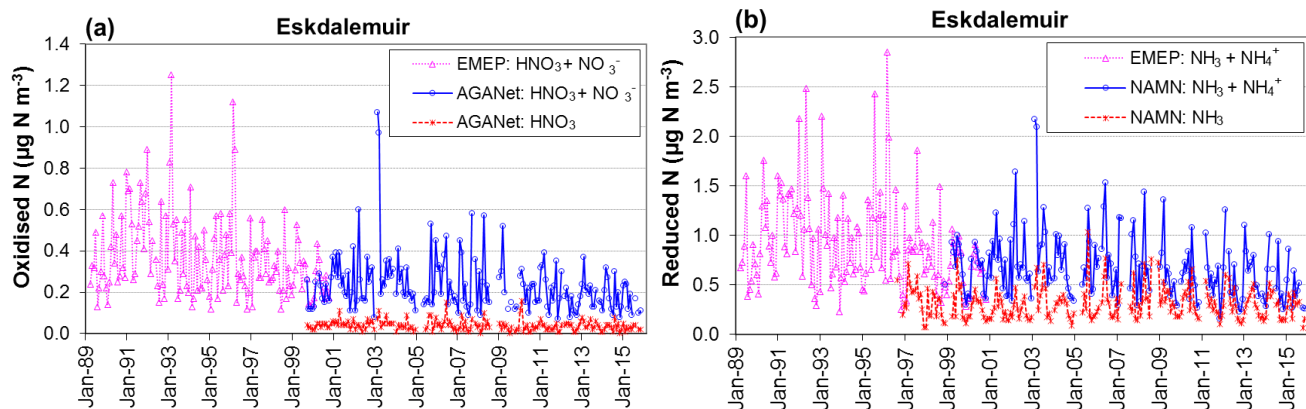 (a)
Eskdalemuir
Oxidised N (µg N m⁻³)
1.4
1.2
1.0
0.8
0.6
0.4
0.2
0.0
EMEP: HNO₃ + NO₃⁻
AGANet: HNO₃ + NO₃⁻
AGANet: HNO₃
Jan-89
Jan-91
Jan-93
Jan-95
Jan-97
Jan-99
Jan-01
Jan-03
Jan-05
Jan-07
Jan-09
Jan-11
Jan-13
Jan-15
(b)
Eskdalemuir
Reduced N (µg N m⁻³)
3.0
2.5
2.0
1.5
1.0
0.5
0.0
EMEP: NH₃ + NH₄⁺
NAMN: NH₃ + NH₄⁺
NAMN: NH₃
Jan-89
Jan-91
Jan-93
Jan-95
Jan-97
Jan-99
Jan-01
Jan-03
Jan-05
Jan-07
Jan-09
Jan-11
Jan-13
Jan-15